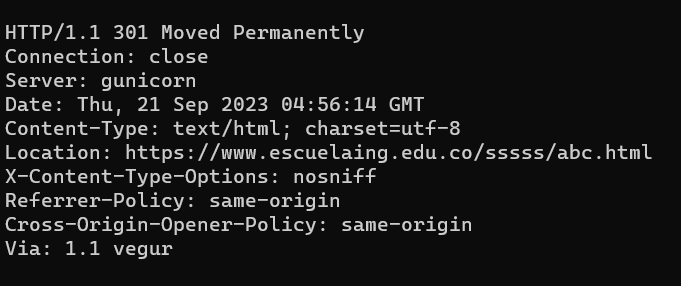 HTTP/1.1 301 Moved Permanently
Connection: close
Server: gunicorn
Date: Thu, 21 Sep 2023 04:56:14 GMT
Content-Type: text/html; charset=utf-8
Location: https://www.escuelaing.edu.co/sssss/abc.html
X-Content-Type-Options: nosniff
Referrer-Policy: same-origin
Cross-Origin-Opener-Policy: same-origin
Via: 1.1 vegur